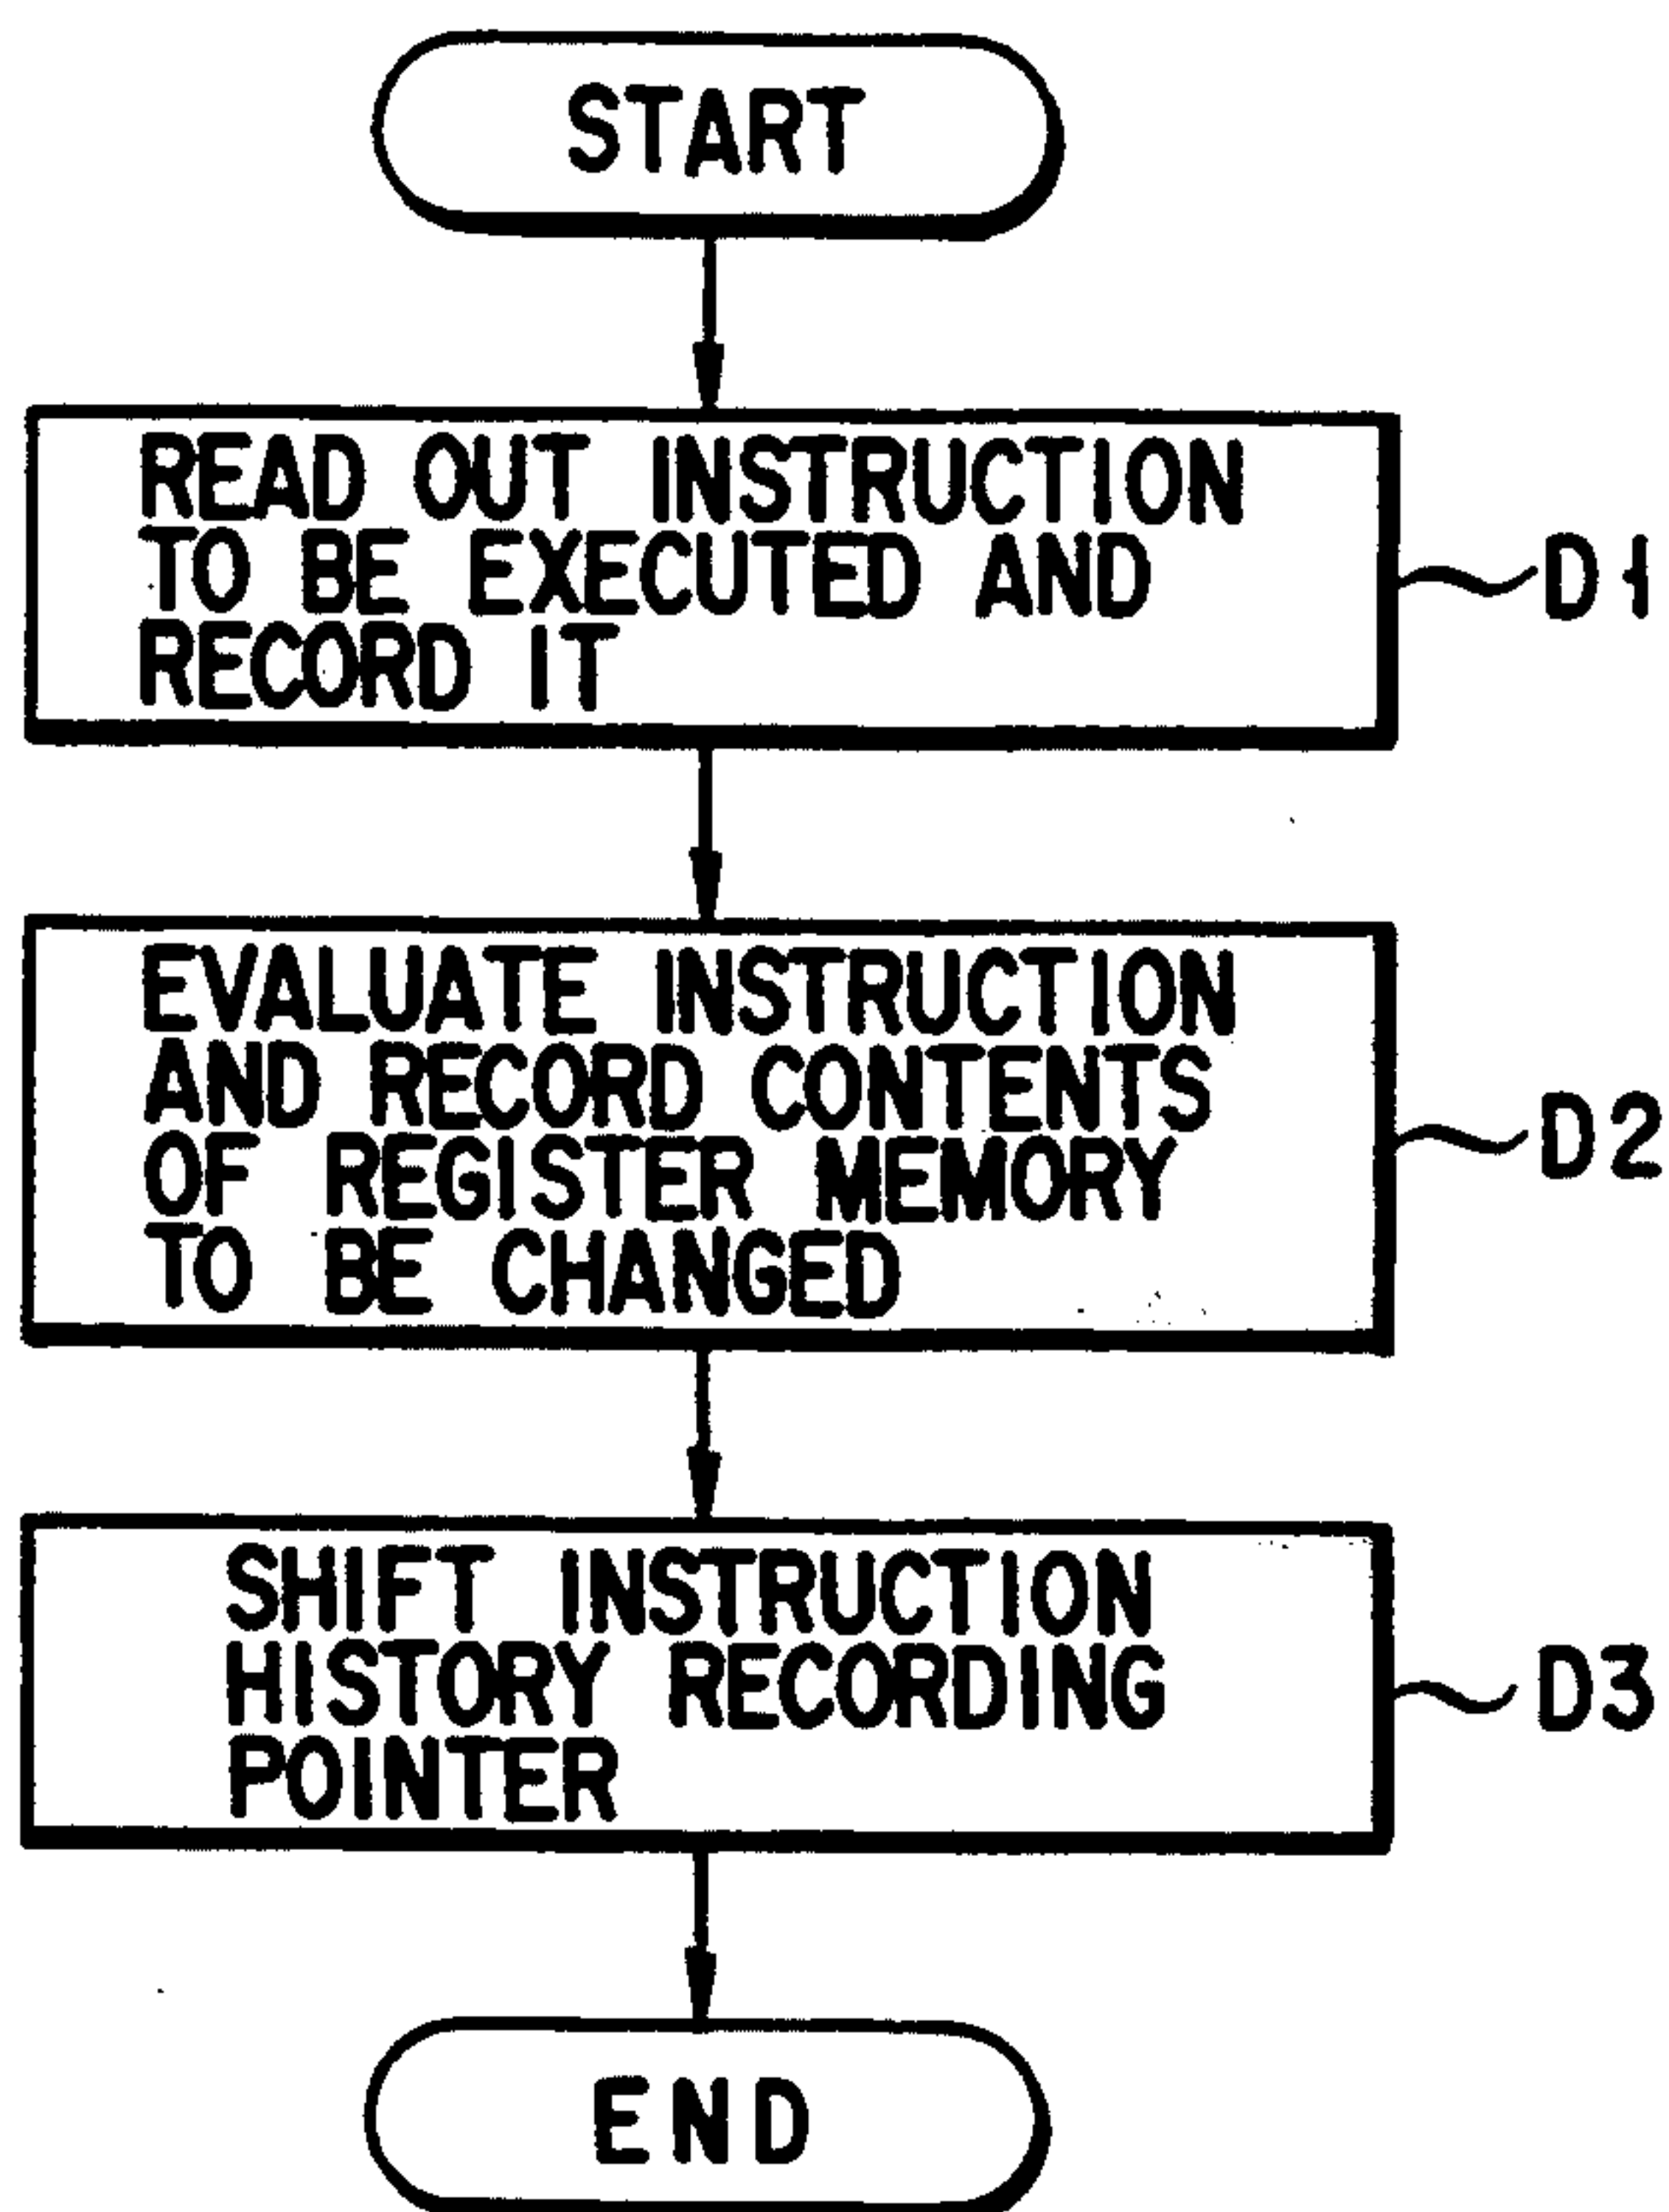 START
READ OUT INSTRUCTION
TO BE EXECUTED AND
RECORD IT
D1
EVALUATE INSTRUCTION
AND RECORD CONTENTS
OF REGISTER MEMORY
TO BE CHANGED
D2
SHIFT INSTRUCTION
HISTORY RECORDING
POINTER
D3
END